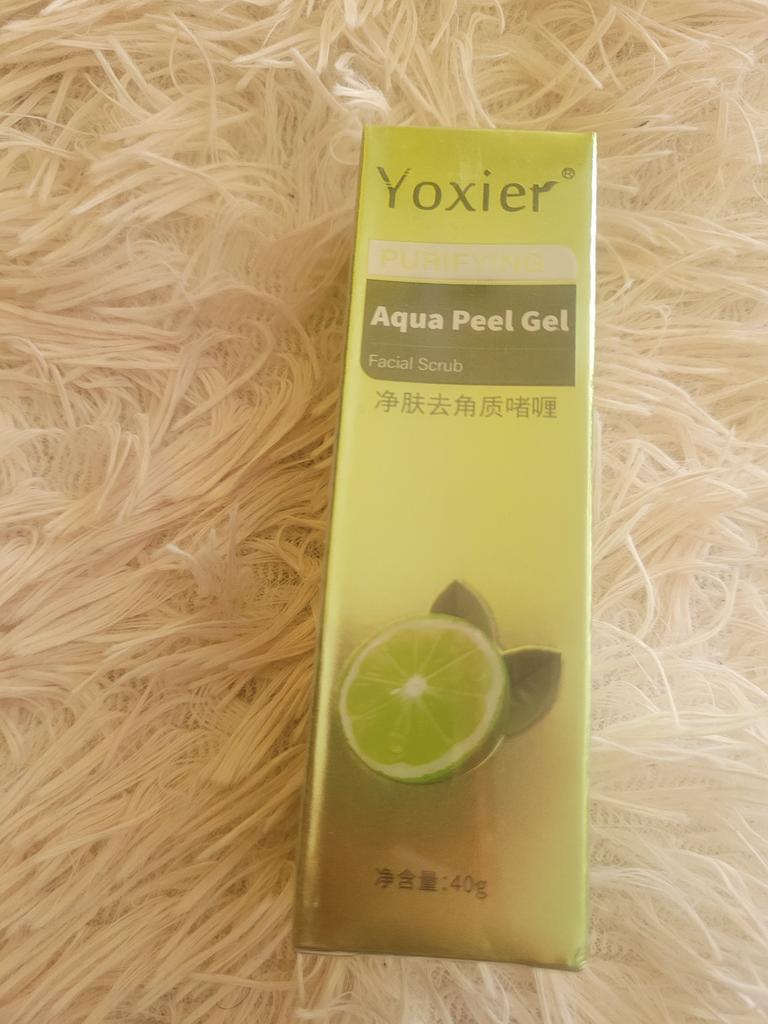 Yoxier®
PURIFYING
Aqua Peel Gel
Facial Scrub
净肤去角质啫喱
净含量:40g